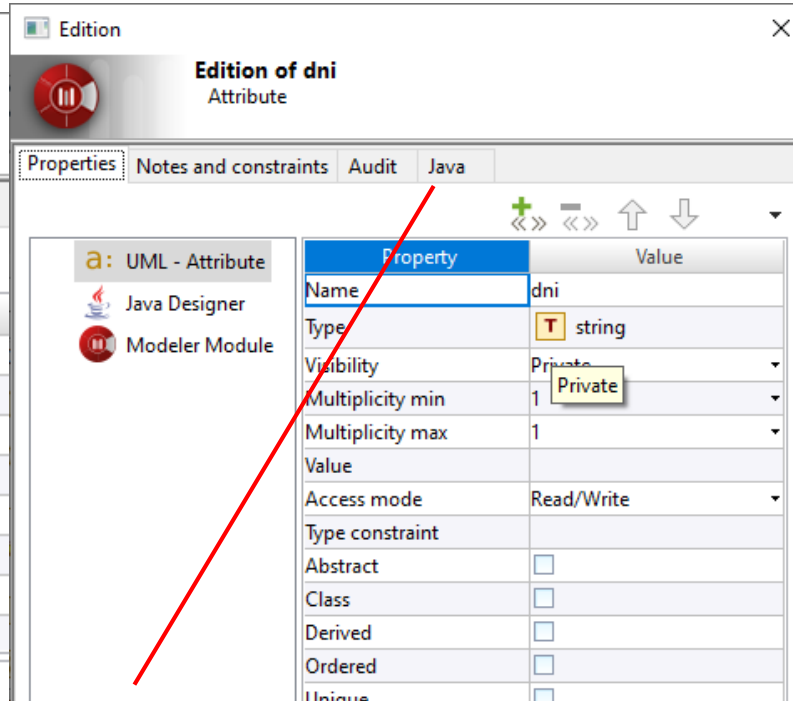 Edition
Edition of dni
Attribute
Properties Notes and constraints Audit Java
a: UML - Attribute
Java Designer
Modeler Module
Property Value
Name dni
Type T string
Visibility Private
Private
Multiplicity min 1
Multiplicity max 1
Value
Access mode Read/Write
Type constraint
Abstract
Class
Derived
Ordered
Unique